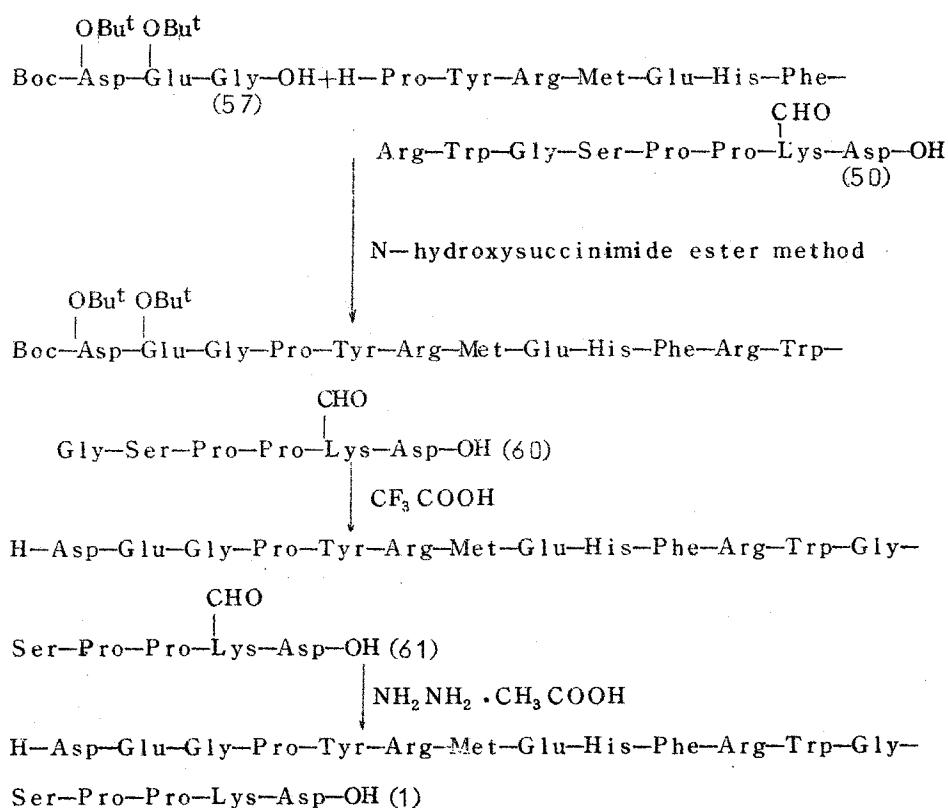 OBuᵗ OBuᵗ
Boc—Asp—Glu—Gly—OH+H—Pro—Tyr—Arg—Met—Glu—His—Phe—
(57)
CHO
Arg—Trp—Gly—Ser—Pro—Pro—Lys—Asp—OH
(50)
N—hydroxysuccinimide ester method
OBuᵗ OBuᵗ
Boc—Asp—Glu—Gly—Pro—Tyr—Arg—Met—Glu—His—Phe—Arg—Trp—
CHO
Gly—Ser—Pro—Pro—Lys—Asp—OH (60)
CF₃COOH
H—Asp—Glu—Gly—Pro—Tyr—Arg—Met—Glu—His—Phe—Arg—Trp—Gly—
CHO
Ser—Pro—Pro—Lys—Asp—OH (61)
NH₂NH₂ · CH₃COOH
H—Asp—Glu—Gly—Pro—Tyr—Arg—Met—Glu—His—Phe—Arg—Trp—Gly—
Ser—Pro—Pro—Lys—Asp—OH (1)